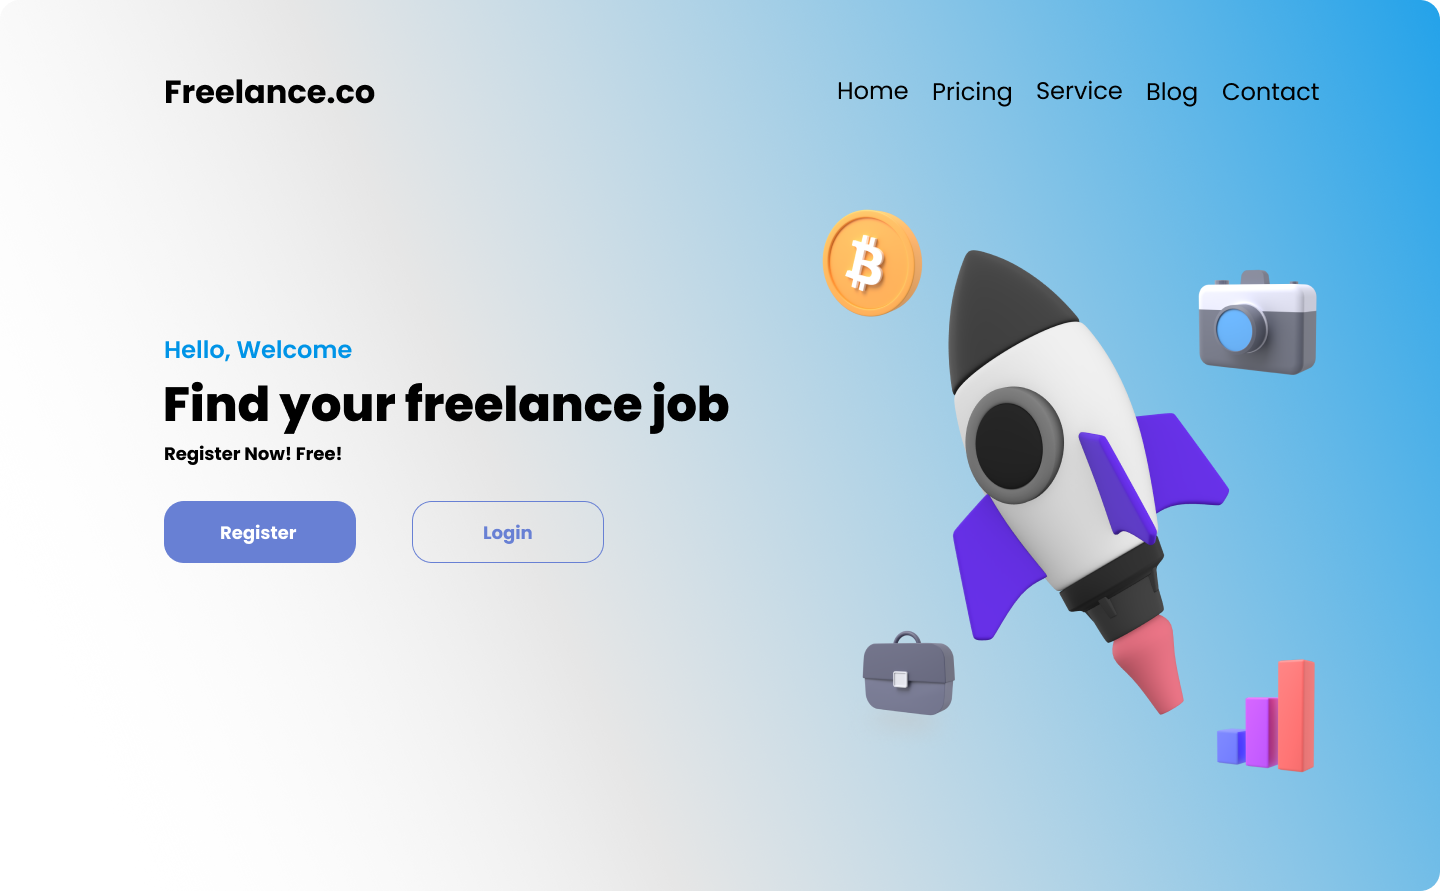 Freelance.co
Home Pricing Service Blog Contact
Hello, Welcome
Find your freelance job
Register Now! Free!
Register Login